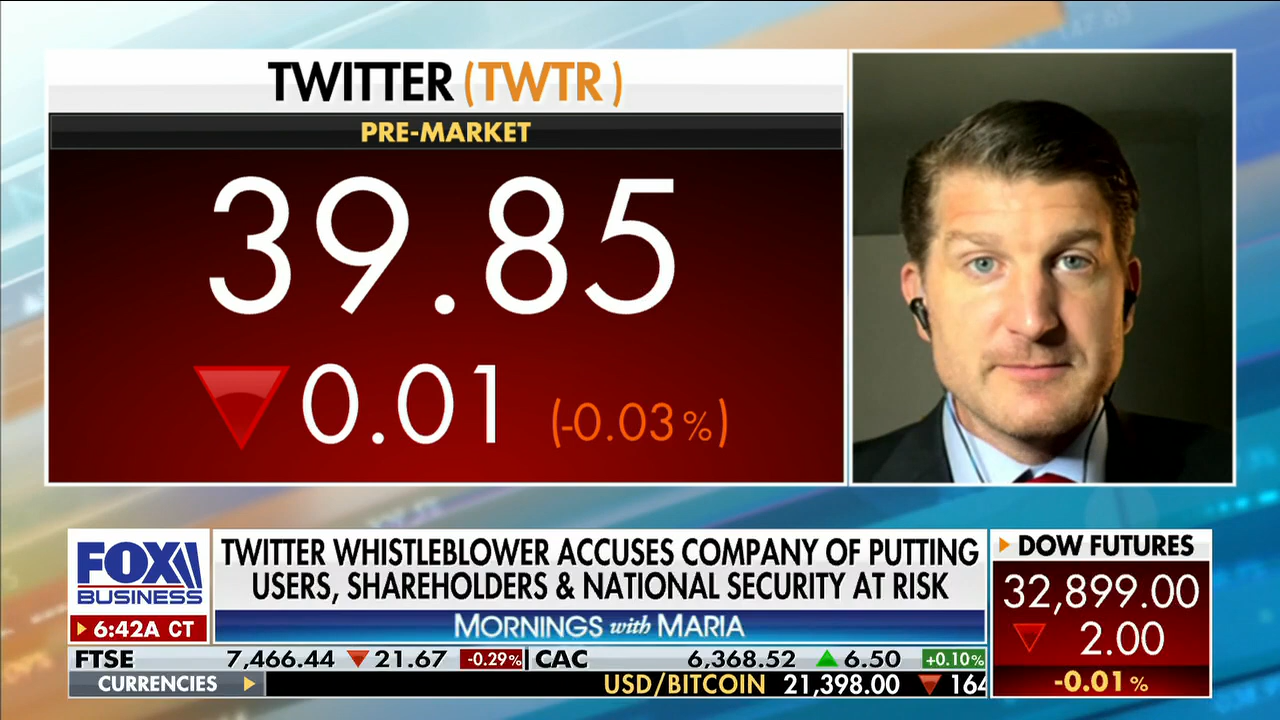 TWITTER (TWTR)
PRE-MARKET
39.85
▼ 0.01 (-0.03%)
FOX BUSINESS
6:42A CT
TWITTER WHISTLEBLOWER ACCUSES COMPANY OF PUTTING
USERS, SHAREHOLDERS & NATIONAL SECURITY AT RISK
MORNINGS with MARIA
DOW FUTURES
32,899.00
▼ 2.00
-0.01%
FTSE 7,466.44 ▼ 21.67 -0.29% CAC 6,368.52 ▲ 6.50 +0.10%
CURRENCIES USD/BITCOIN 21,398.00 ▼ 164